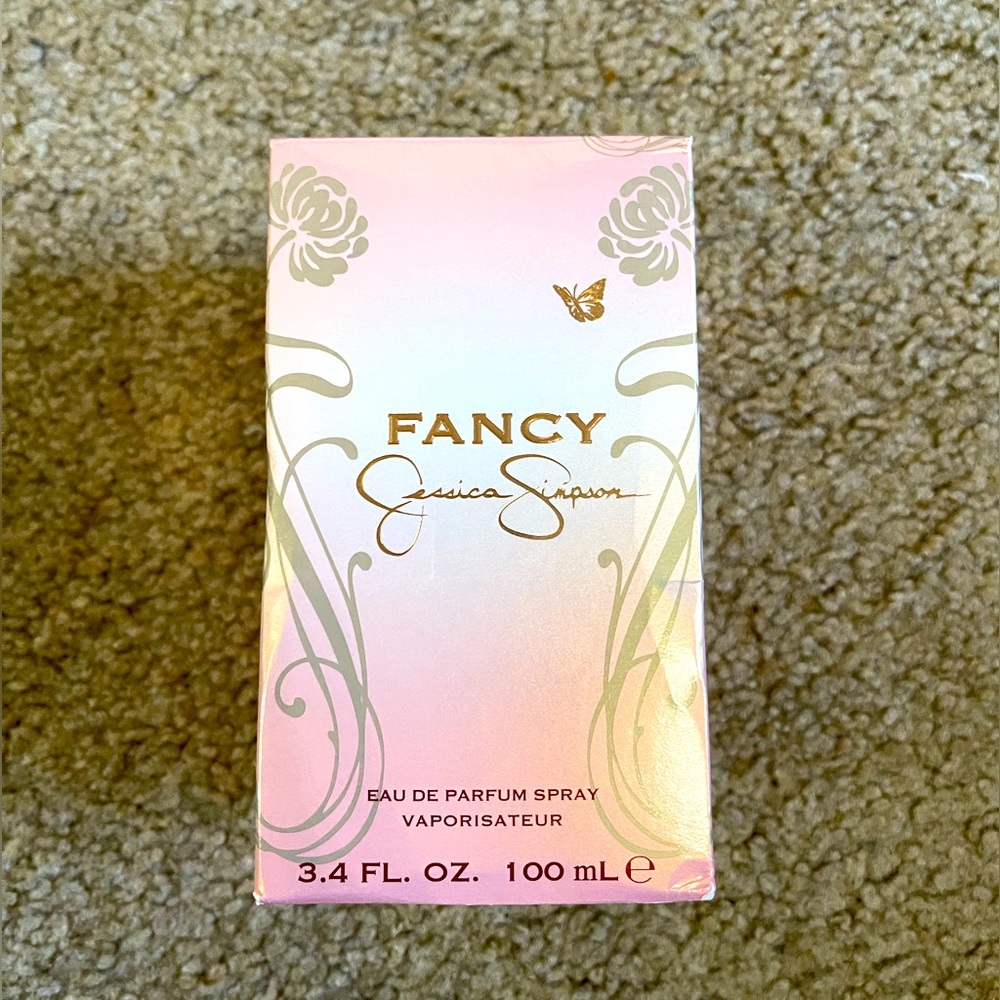 FANCY
Jessica Simpson
EAU DE PARFUM SPRAY
VAPORISATEUR
3.4 FL. OZ. 100 mL ℮